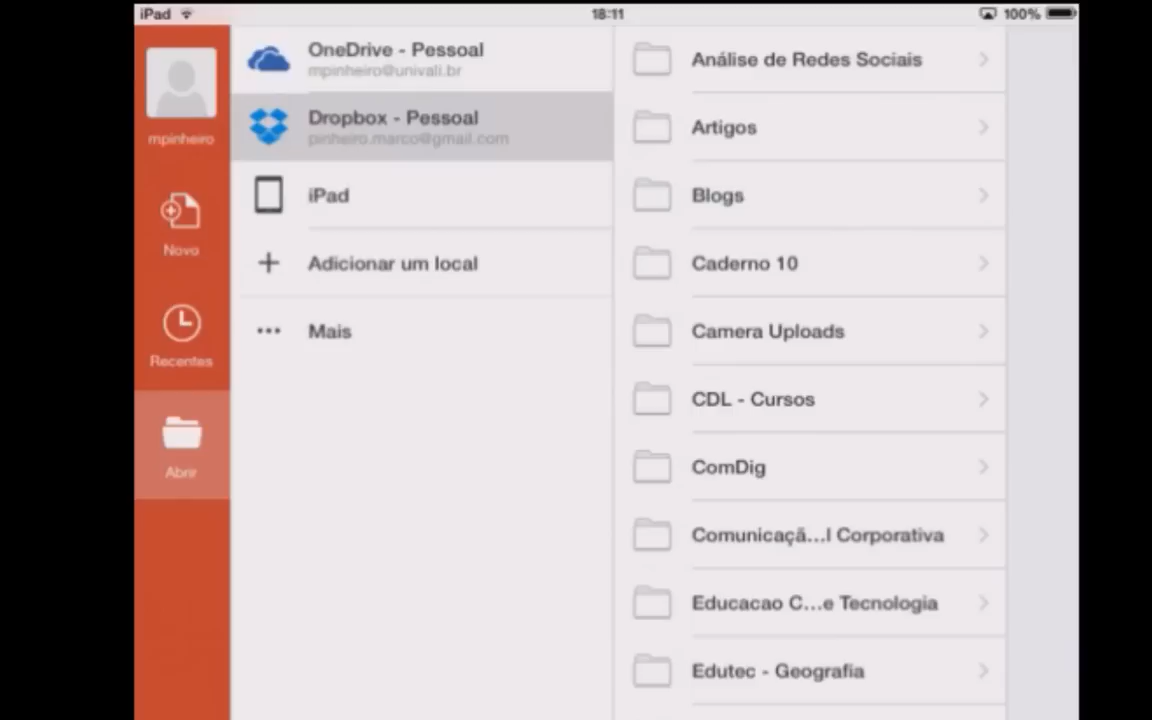 iPad
18:11
100%
mpinheiro
Novo
Recentes
Abrir
OneDrive - Pessoal
mpinheiro@univali.br
Dropbox - Pessoal
pinheiro.marco@gmail.com
iPad
Adicionar um local
Mais
Análise de Redes Sociais
Artigos
Blogs
Caderno 10
Camera Uploads
CDL - Cursos
ComDig
Comunicaçã...l Corporativa
Educacao C...e Tecnologia
Edutec - Geografia